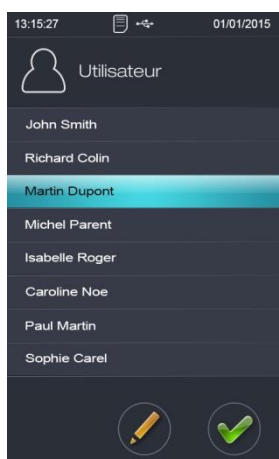 13:15:27 01/01/2015
Utilisateur
John Smith
Richard Colin
Martin Dupont
Michel Parent
Isabelle Roger
Caroline Noe
Paul Martin
Sophie Carel